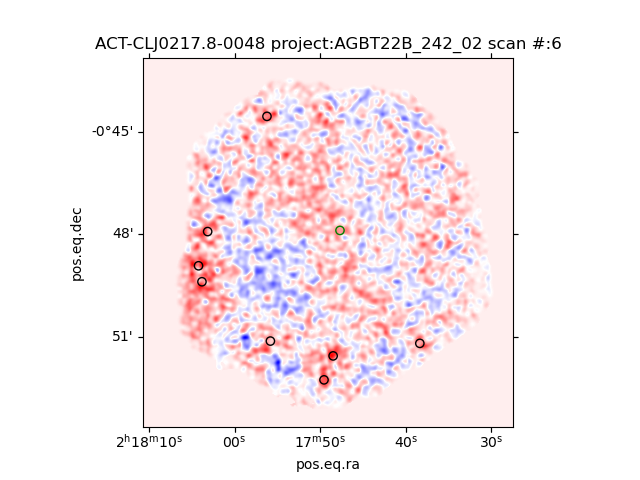 ACT-CLJ0217.8-0048 project:AGBT22B_242_02 scan #:6
-0°45'
48'
51'
pos.eq.dec
2ʰ18ᵐ10ˢ 00ˢ 17ᵐ50ˢ 40ˢ 30ˢ
pos.eq.ra